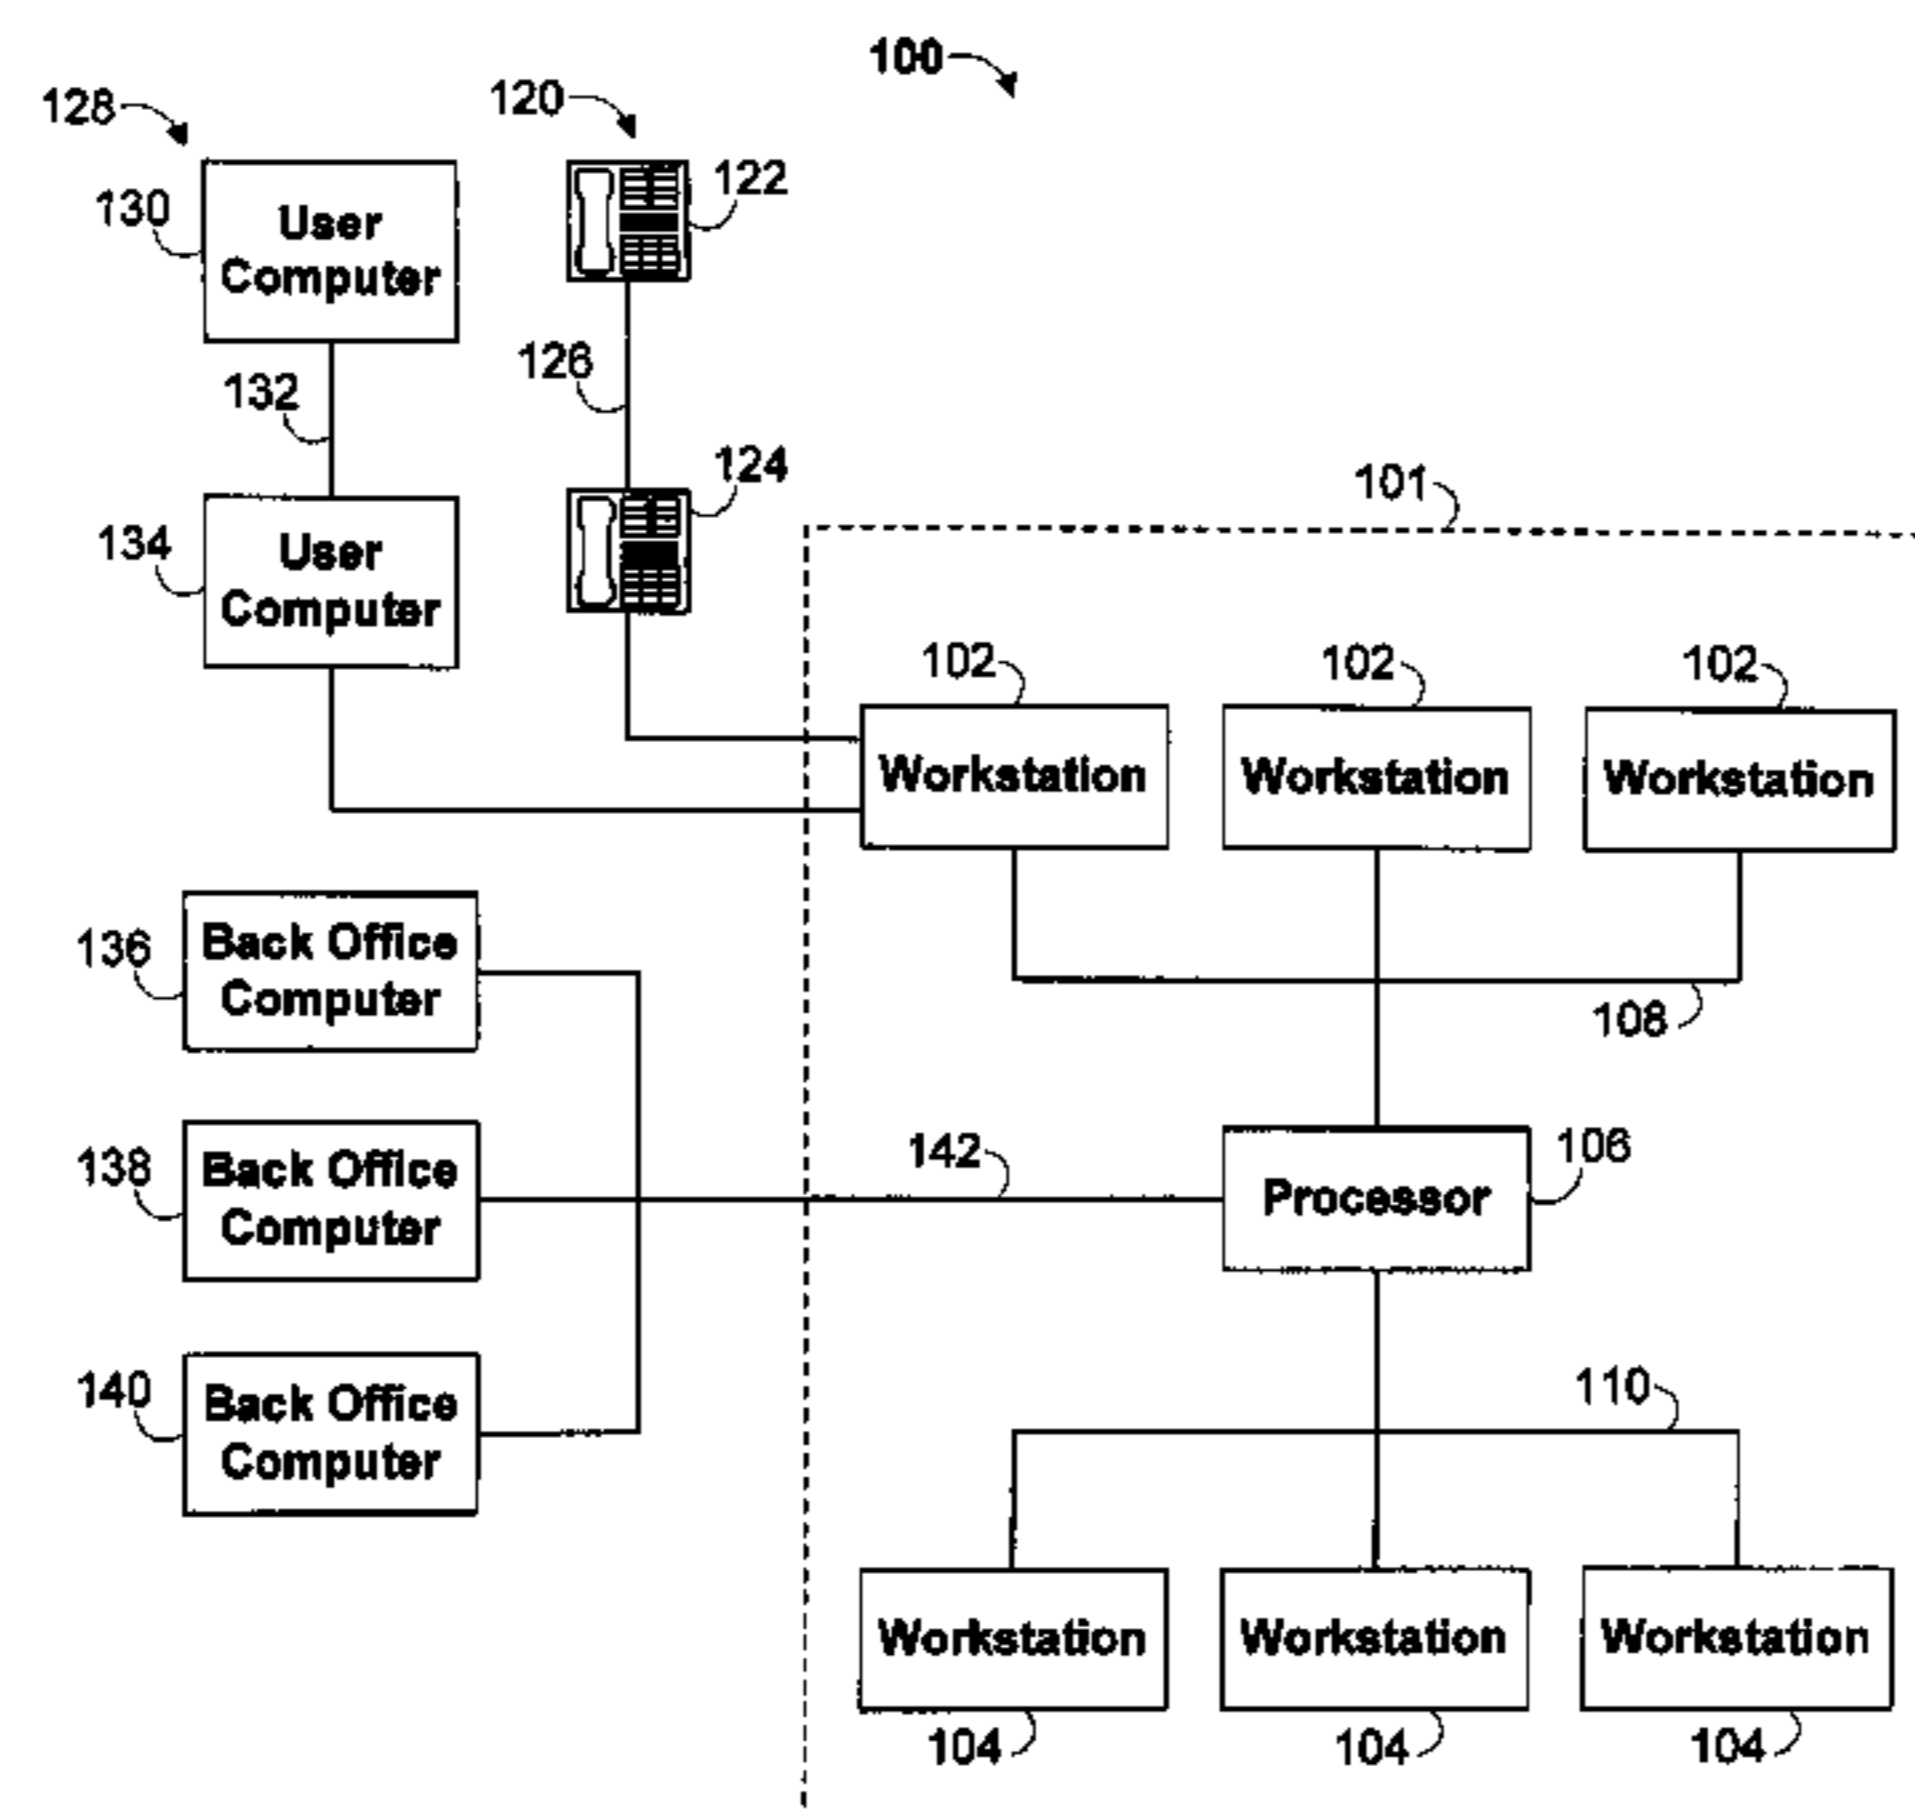 100
128
120
130
User
Computer
122
132
126
134
User
Computer
124
101
102
102
102
Workstation
Workstation
Workstation
136
Back Office
Computer
108
138
Back Office
Computer
142
Processor
106
140
Back Office
Computer
110
Workstation
Workstation
Workstation
104
104
104